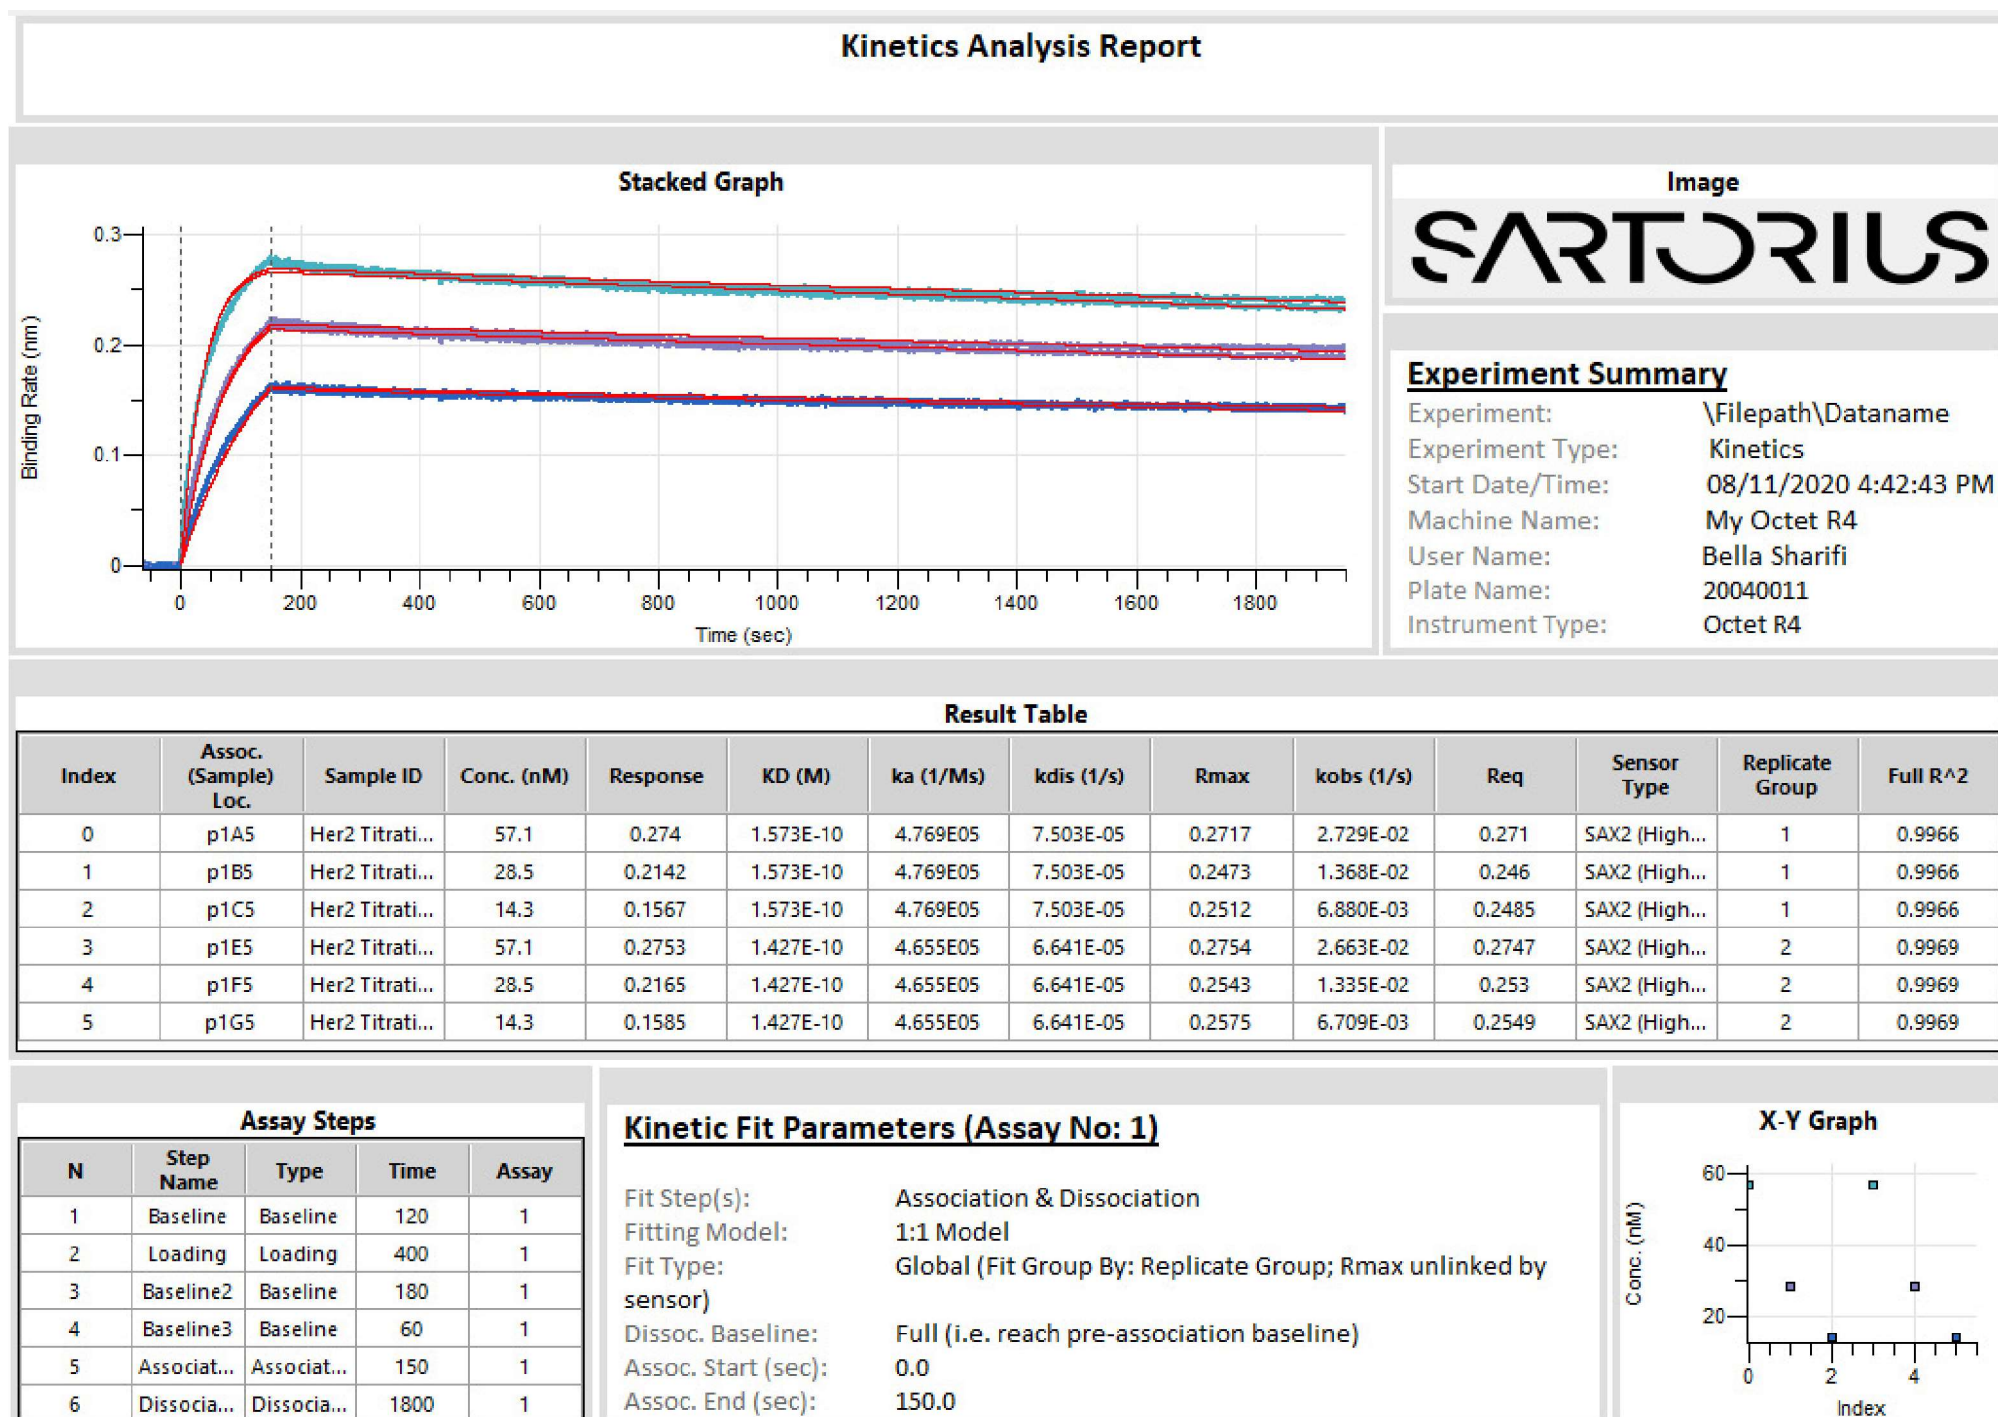 Kinetics Analysis Report
Stacked Graph
0.3
0.2
0.1
0
Binding Rate (nm)
0 200 400 600 800 1000 1200 1400 1600 1800
Time (sec)
Image
SARTORIUS
Experiment Summary
Experiment: \Filepath\Dataname
Experiment Type: Kinetics
Start Date/Time: 08/11/2020 4:42:43 PM
Machine Name: My Octet R4
User Name: Bella Sharifi
Plate Name: 20040011
Instrument Type: Octet R4
Result Table
Index Assoc. (Sample) Loc. Sample ID Conc. (nM) Response KD (M) ka (1/Ms) kdis (1/s) Rmax kobs (1/s) Req Sensor Type Replicate Group Full R^2
0 p1A5 Her2 Titrati... 57.1 0.274 1.573E-10 4.769E05 7.503E-05 0.2717 2.729E-02 0.271 SAX2 (High... 1 0.9966
1 p1B5 Her2 Titrati... 28.5 0.2142 1.573E-10 4.769E05 7.503E-05 0.2473 1.368E-02 0.246 SAX2 (High... 1 0.9966
2 p1C5 Her2 Titrati... 14.3 0.1567 1.573E-10 4.769E05 7.503E-05 0.2512 6.880E-03 0.2485 SAX2 (High... 1 0.9966
3 p1E5 Her2 Titrati... 57.1 0.2753 1.427E-10 4.655E05 6.641E-05 0.2754 2.663E-02 0.2747 SAX2 (High... 2 0.9969
4 p1F5 Her2 Titrati... 28.5 0.2165 1.427E-10 4.655E05 6.641E-05 0.2543 1.335E-02 0.253 SAX2 (High... 2 0.9969
5 p1G5 Her2 Titrati... 14.3 0.1585 1.427E-10 4.655E05 6.641E-05 0.2575 6.709E-03 0.2549 SAX2 (High... 2 0.9969
Assay Steps
N Step Name Type Time Assay
1 Baseline Baseline 120 1
2 Loading Loading 400 1
3 Baseline2 Baseline 180 1
4 Baseline3 Baseline 60 1
5 Associat... Associat... 150 1
6 Dissocia... Dissocia... 1800 1
Kinetic Fit Parameters (Assay No: 1)
Fit Step(s): Association & Dissociation
Fitting Model: 1:1 Model
Fit Type: Global (Fit Group By: Replicate Group; Rmax unlinked by
sensor)
Dissoc. Baseline: Full (i.e. reach pre-association baseline)
Assoc. Start (sec): 0.0
Assoc. End (sec): 150.0
X-Y Graph
60
40
20
Conc. (nM)
0 2 4
Index